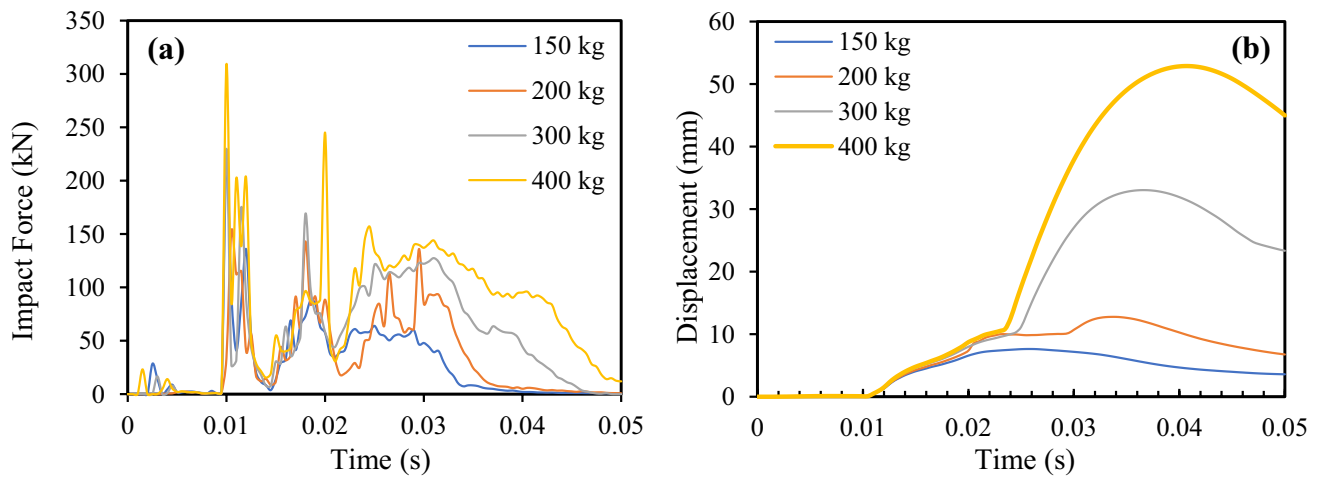 (a)
Impact Force (kN)
350
300
250
200
150
100
50
0
150 kg
200 kg
300 kg
400 kg
0 0.01 0.02 0.03 0.04 0.05
Time (s)
(b)
Displacement (mm)
60
50
40
30
20
10
0
150 kg
200 kg
300 kg
400 kg
0 0.01 0.02 0.03 0.04 0.05
Time (s)